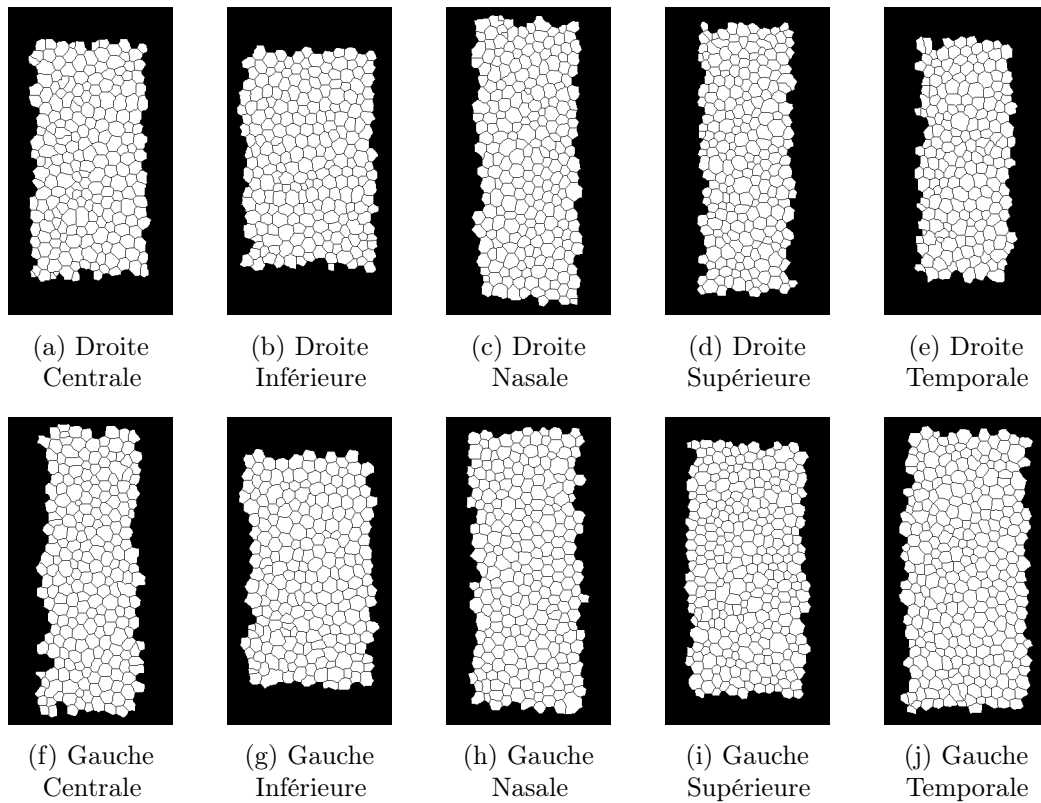 (a) Droite
Centrale
(b) Droite
Inférieure
(c) Droite
Nasale
(d) Droite
Supérieure
(e) Droite
Temporale
(f) Gauche
Centrale
(g) Gauche
Inférieure
(h) Gauche
Nasale
(i) Gauche
Supérieure
(j) Gauche
Temporale